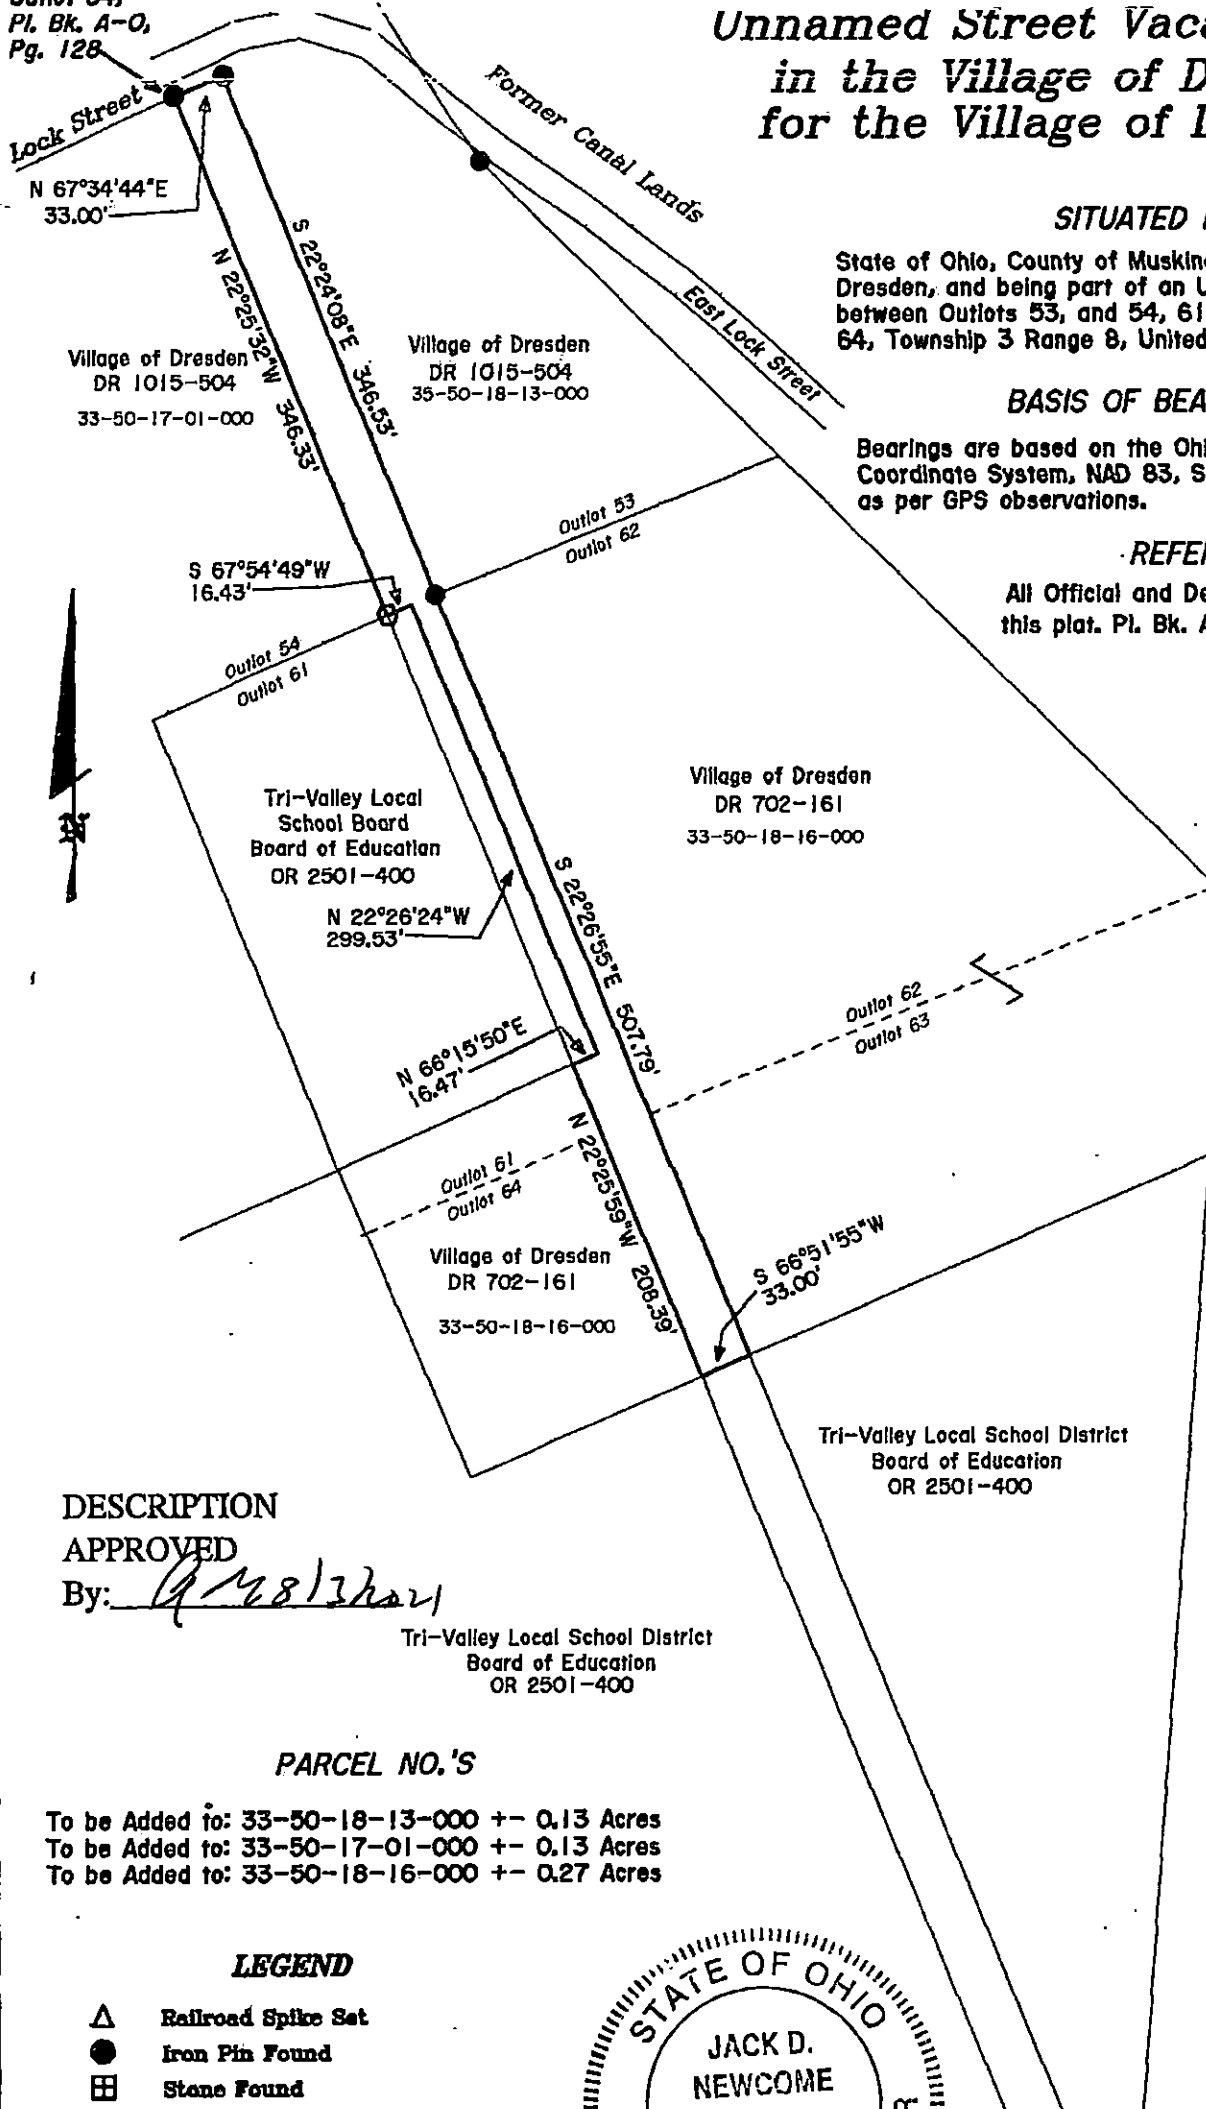 Pl. Bk. A-O,
Pg. 128
Unnamed Street Vaca
in the Village of D
for the Village of
Lock Street
Former Canal Lands
N 67°34'44"E
33.00'
SITUATED
State of Ohio, County of Muskin
Dresden, and being part of an U
between Outlots 53, and 54, 61
64, Township 3 Range 8, United
N 22°25'32"W 346.33'
S 22°24'08"E 346.53'
East Lock Street
Village of Dresden
DR 1015-504
33-50-17-01-000
Village of Dresden
DR 1015-504
35-50-18-13-000
BASIS OF BEA
Bearings are based on the Ohi
Coordinate System, NAD 83, S
as per GPS observations.
Outlot 53
Outlot 62
REFE
All Official and De
this plat. Pl. Bk. A
S 67°54'49"W
16.43'
Outlot 54
Outlot 61
N
Tri-Valley Local
School Board
Board of Education
OR 2501-400
Village of Dresden
DR 702-161
33-50-18-16-000
N 22°26'24"W
299.53'
S 22°26'55"E 507.79'
Outlot 62
Outlot 63
N 66°15'50"E
16.47'
Outlot 61
Outlot 64
N 22°25'59"W 208.39'
S 66°51'55"W
33.00'
Village of Dresden
DR 702-161
33-50-18-16-000
Tri-Valley Local School District
Board of Education
OR 2501-400
DESCRIPTION
APPROVED
By:
Tri-Valley Local School District
Board of Education
OR 2501-400
PARCEL NO.'S
To be Added to: 33-50-18-13-000 +- 0.13 Acres
To be Added to: 33-50-17-01-000 +- 0.13 Acres
To be Added to: 33-50-18-16-000 +- 0.27 Acres
LEGEND
Railroad Spike Set
Iron Pin Found
Stone Found
STATE OF OHIO
JACK D.
NEWCOME